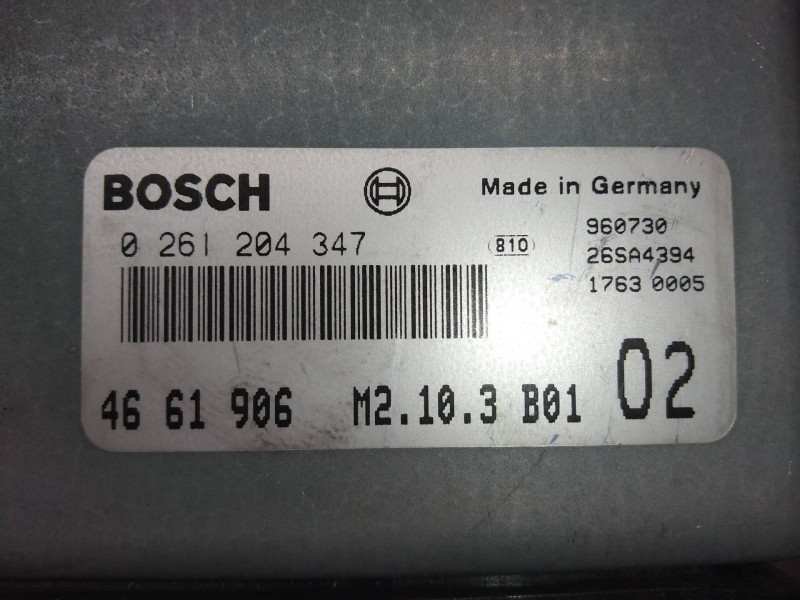 BOSCH Made in Germany
0 261 204 347 810 960730
26SA4394
1763 0005
46 61 906 M2.10.3 B01 02